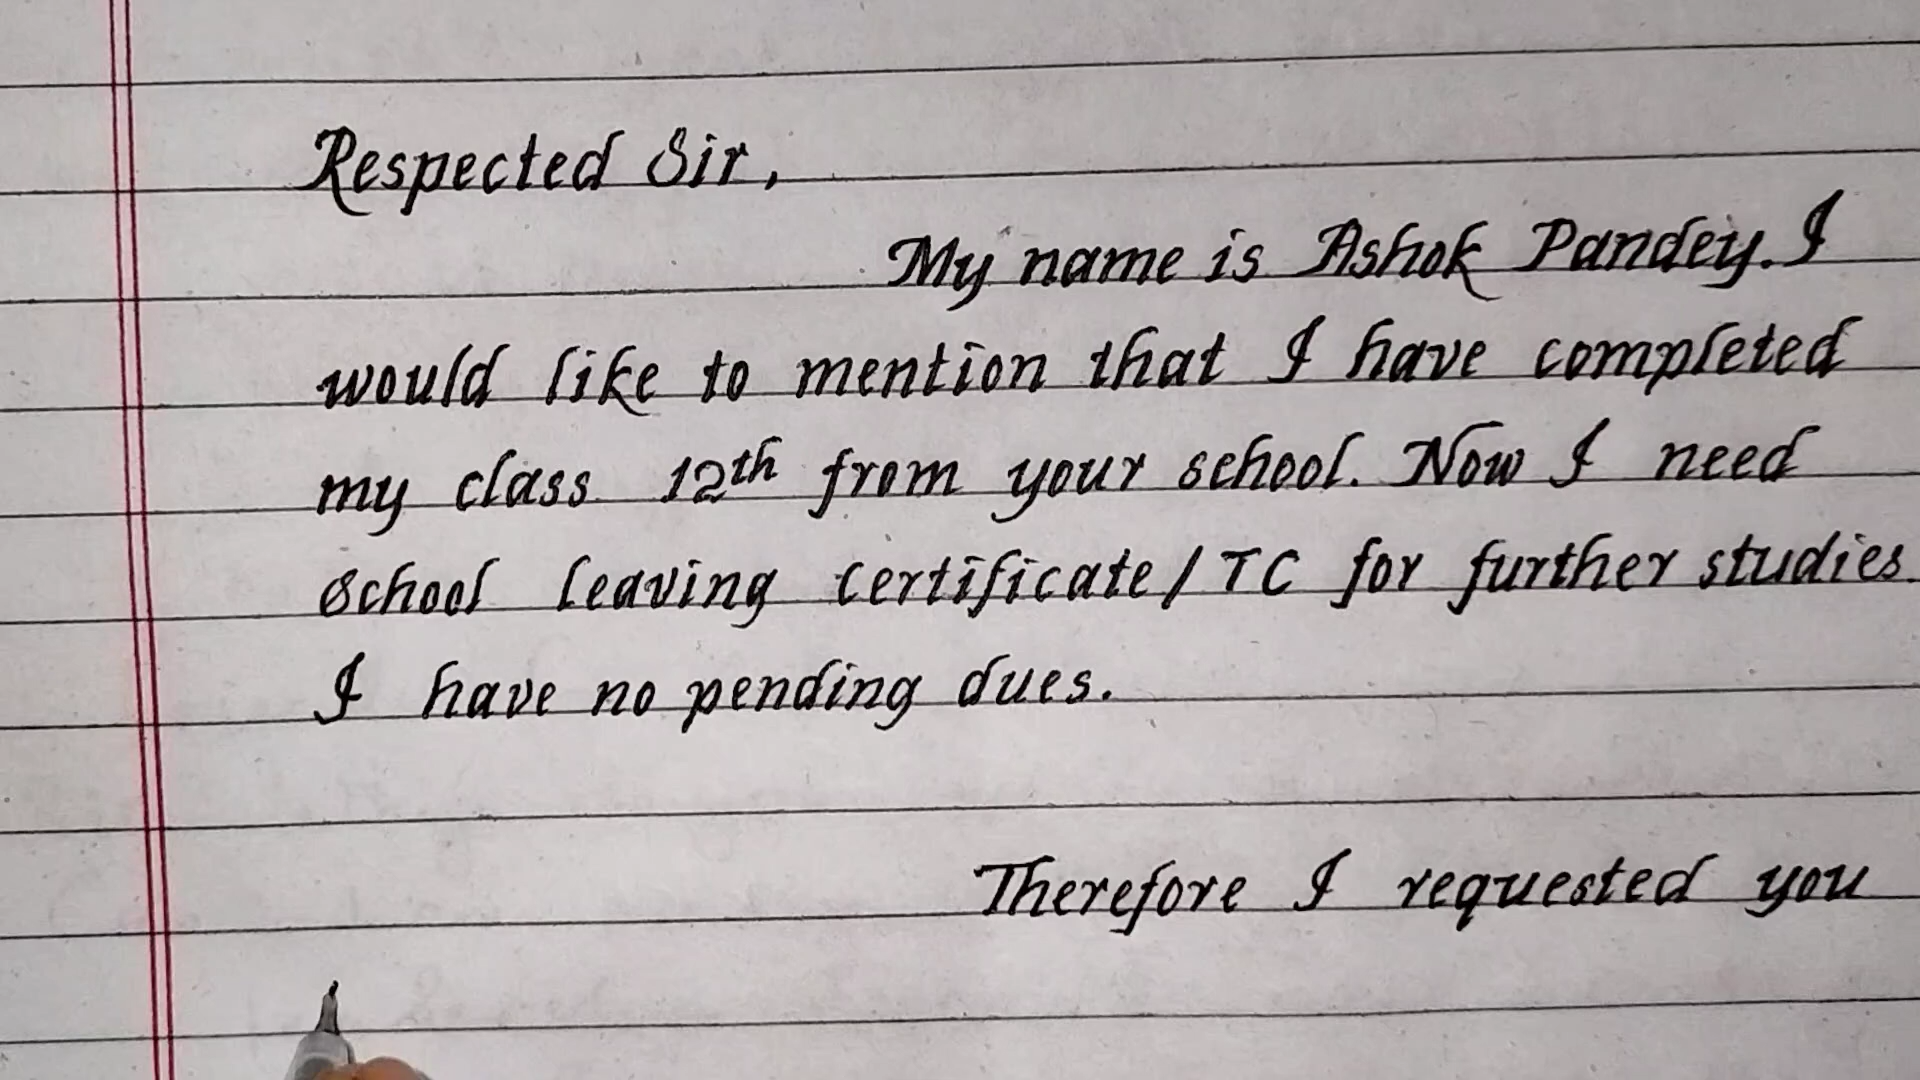 Respected Sir,
My name is Ashok Pandey. I
would like to mention that I have completed
my class 12th from your school. Now I need
School leaving certificate/TC for further studies.
I have no pending dues.
Therefore I requested you